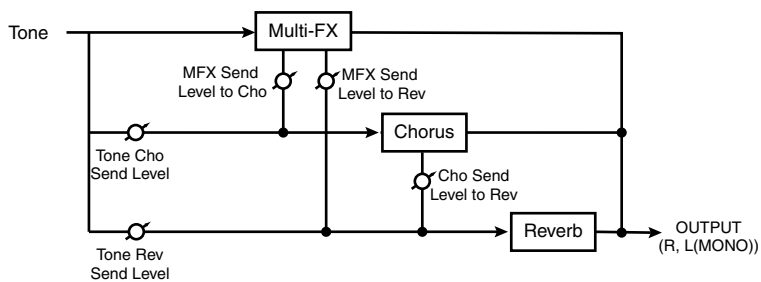 Tone
Multi-FX
MFX Send
Level to Cho
MFX Send
Level to Rev
Tone Cho
Send Level
Chorus
Cho Send
Level to Rev
Tone Rev
Send Level
Reverb
OUTPUT
(R, L(MONO))